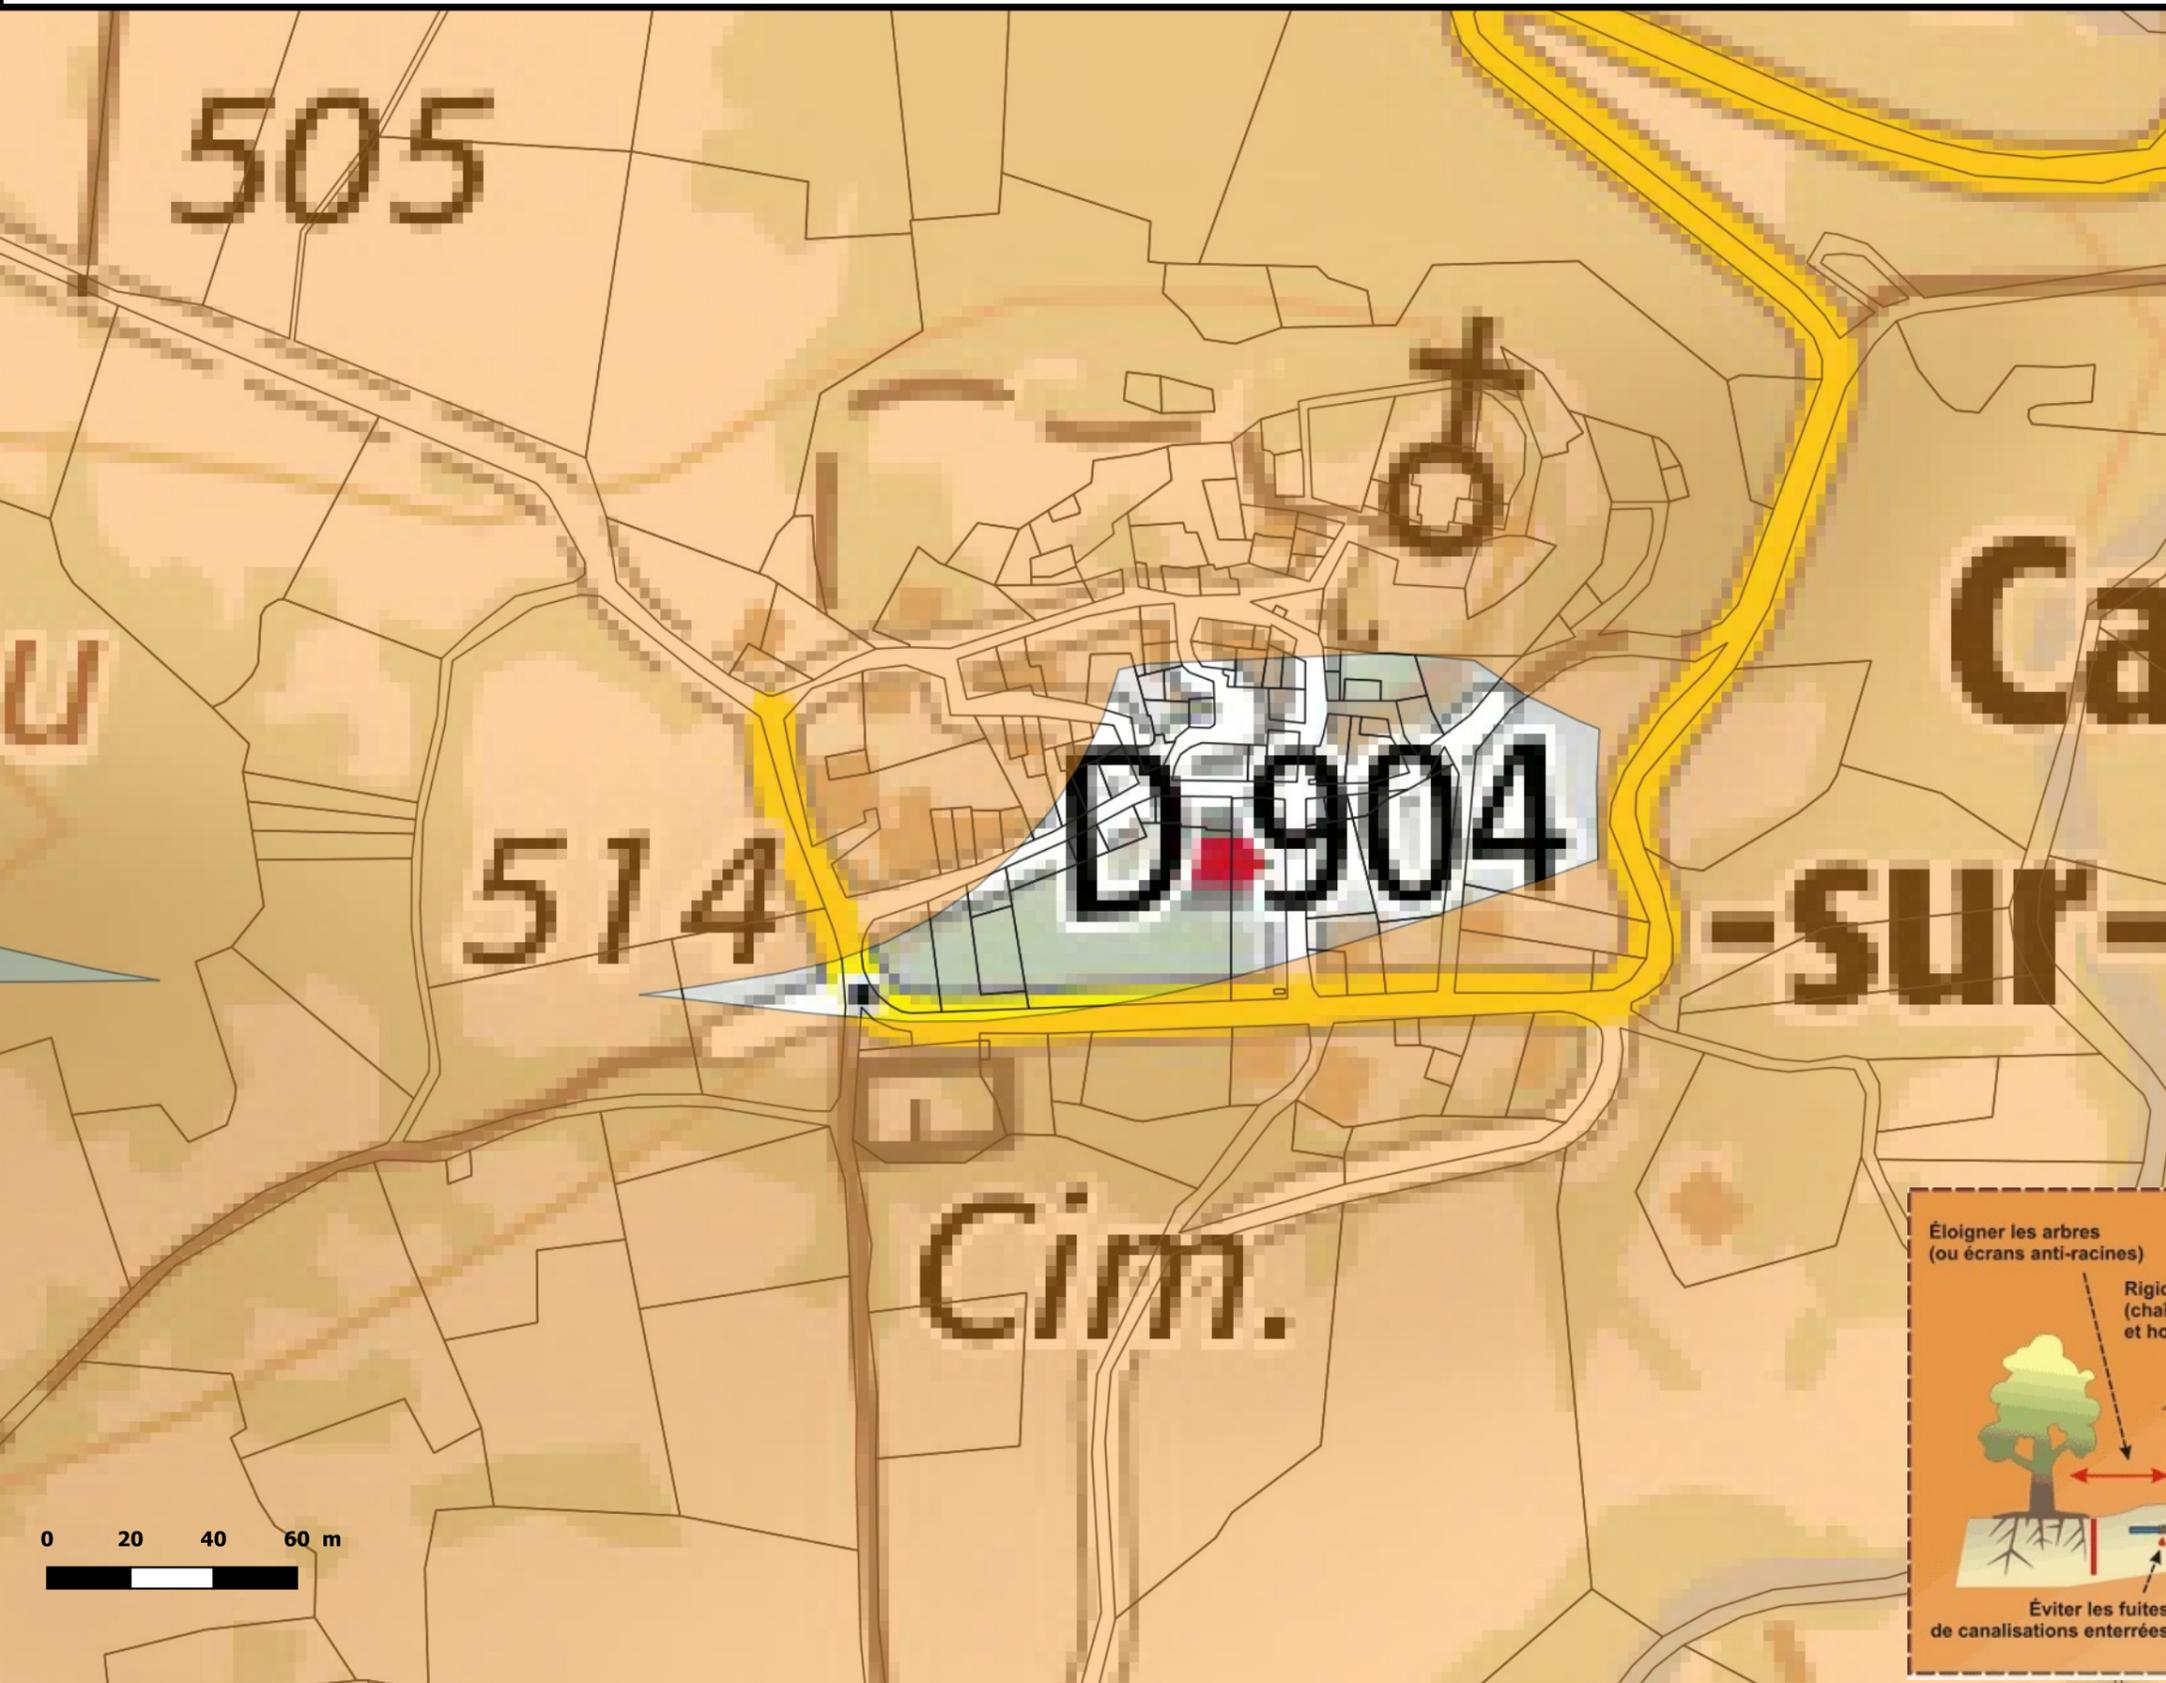 505
u
Ca
D 904
514
-sur-
Cim.
Éloigner les arbres
(ou écrans anti-racines)
0 20 40 60 m
Éviter les fuites
de canalisations enterrées